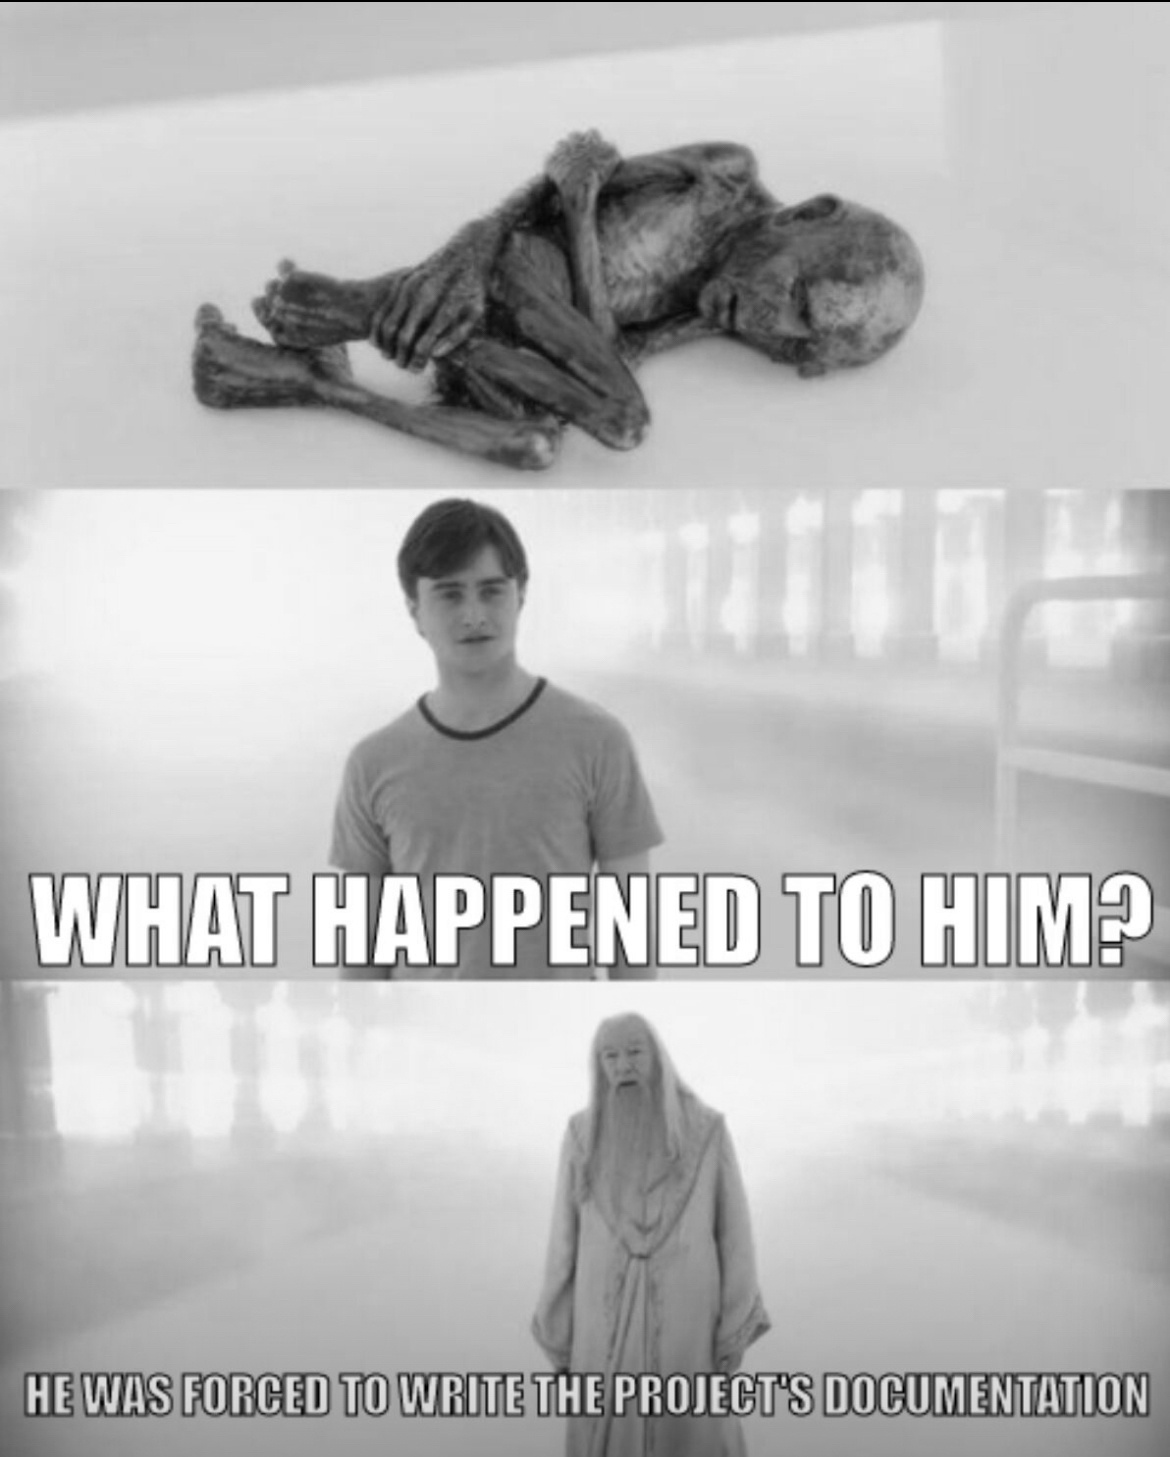 WHAT HAPPENED TO HIM?
HE WAS FORCED TO WRITE THE PROJECT'S DOCUMENTATION